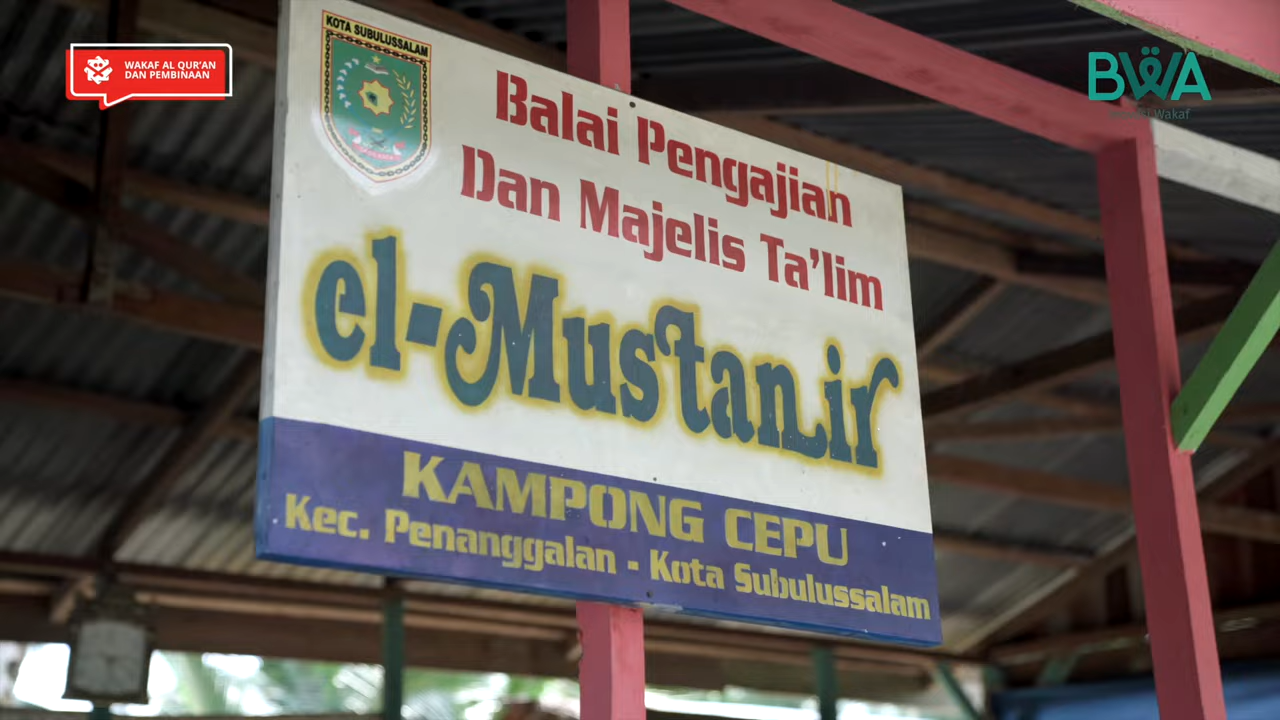 WAKAF AL QUR'AN
DAN PEMBINAAN
BWA
KOTA SUBULUSSALAM
Balai Pengajian
Dan Majelis Ta'lim
el-Mustanir
KAMPONG CEPU
Kec. Penanggalan - Kota Subulussalam